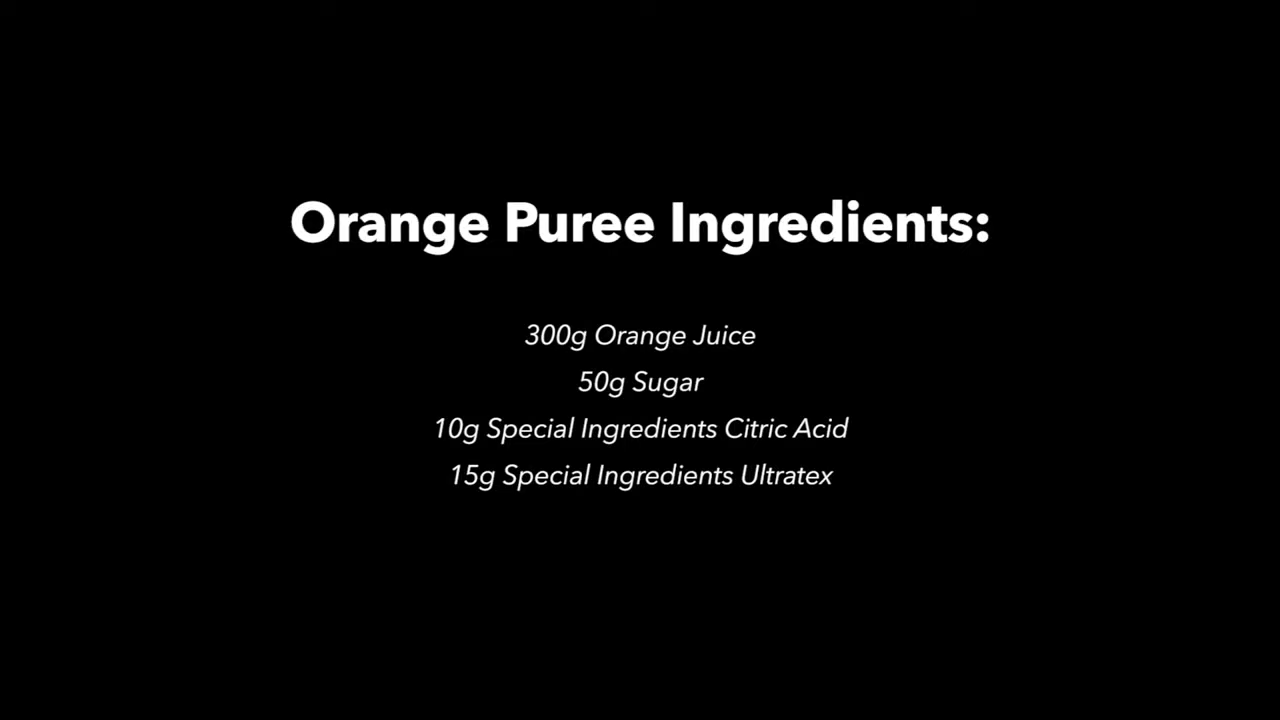 Orange Puree Ingredients:
300g Orange Juice
50g Sugar
10g Special Ingredients Citric Acid
15g Special Ingredients Ultratex